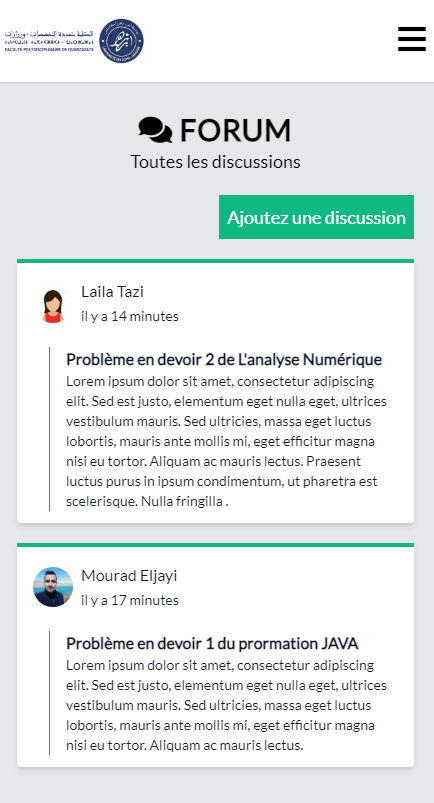 الكلية متعددة التخصصات - ورزازات
FACULTÉ POLYDISCIPLINAIRE DE OUARZAZATE
FORUM
Toutes les discussions
Ajoutez une discussion
Laila Tazi
il y a 14 minutes
Problème en devoir 2 de L'analyse Numérique
Lorem ipsum dolor sit amet, consectetur adipiscing
elit. Sed est justo, elementum eget nulla eget, ultrices
vestibulum mauris. Sed ultricies, massa eget luctus
lobortis, mauris ante mollis mi, eget efficitur magna
nisi eu tortor. Aliquam ac mauris lectus. Praesent
luctus purus in ipsum condimentum, ut pharetra est
scelerisque. Nulla fringilla .
Mourad Eljayi
il y a 17 minutes
Problème en devoir 1 du prormation JAVA
Lorem ipsum dolor sit amet, consectetur adipiscing
elit. Sed est justo, elementum eget nulla eget, ultrices
vestibulum mauris. Sed ultricies, massa eget luctus
lobortis, mauris ante mollis mi, eget efficitur magna
nisi eu tortor. Aliquam ac mauris lectus.